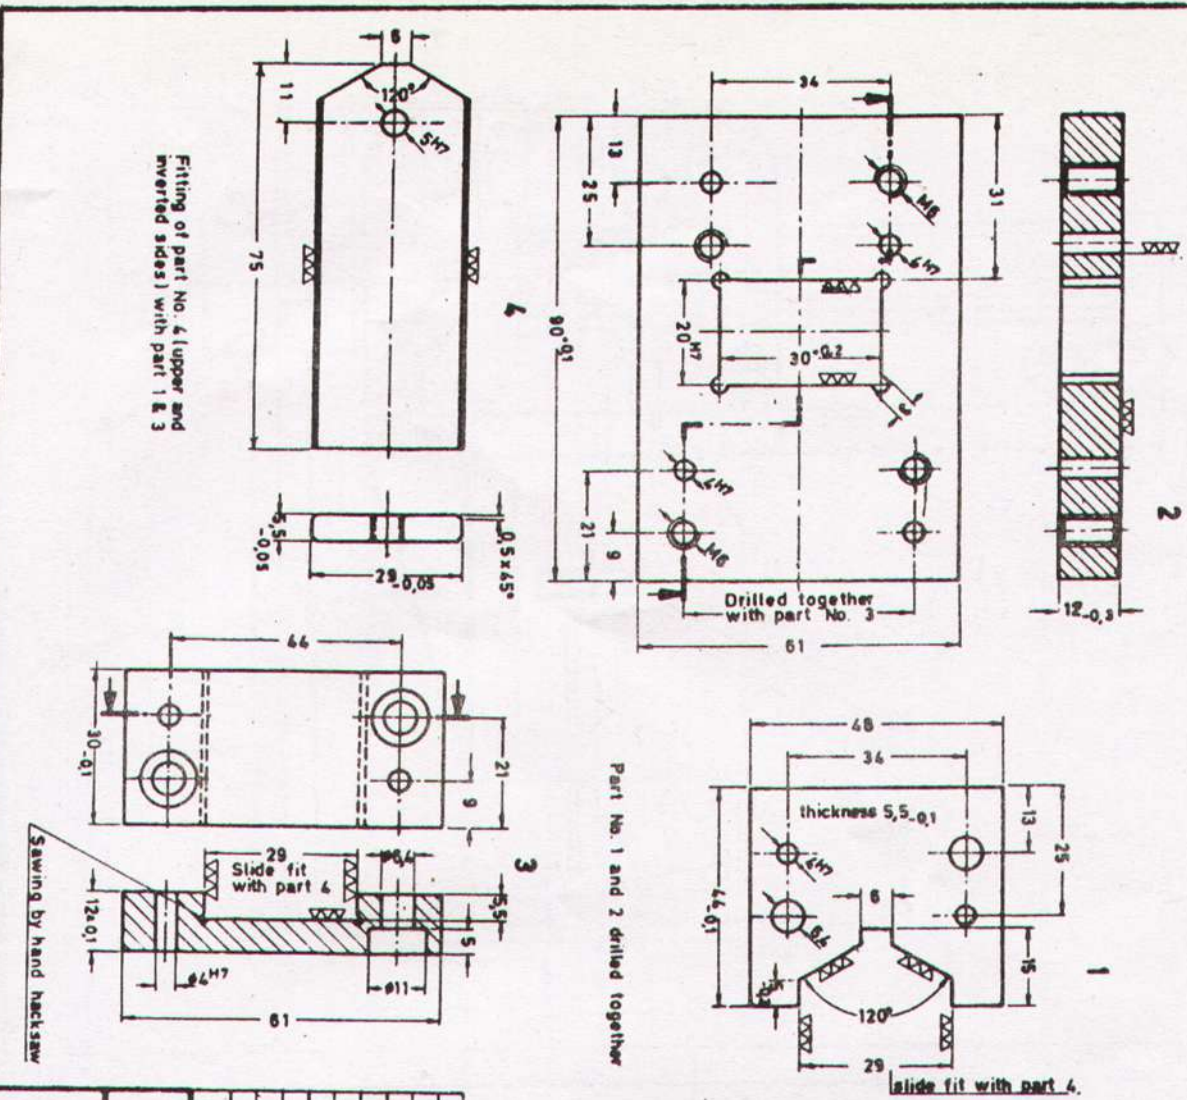 6
11
120°
5H7
75
Fitting of part No. 4 (upper and
inverted sides) with part 1 & 3
4
5,5
-0,05
29-0,05
0,5x45°
34
13
25
31
M6
4H7
90+0,1
20H7
30+0,2
4H7
M6
21
9
Drilled together
with part No. 3
61
2
12-0,3
44
30-0,1
21
9
3
29
Slide fit
with part 4
ø6,4
5,5
5
12±0,1
ø4H7
ø11
61
Sawing by hand hacksaw
Part No. 1 and 2 drilled together
48
34
thickness 5,5-0,1
13
25
4H7
6
6,4
44-0,1
15
120°
29
slide fit with part 4.
1